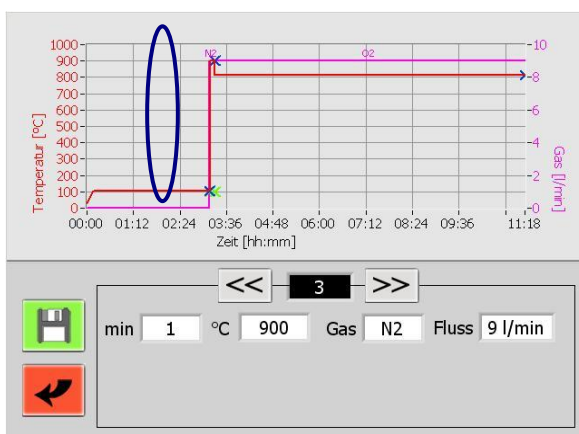 1000
900
800
700
600
500
400
300
200
100
0
Temperatur [ºC]
N2
O2
10
8
6
4
2
0
Gas [l/min]
00:00 01:12 02:24 03:36 04:48 06:00 07:12 08:24 09:36 11:18
Zeit [hh:mm]
<< 3 >>
min 1 °C 900 Gas N2 Fluss 9 l/min